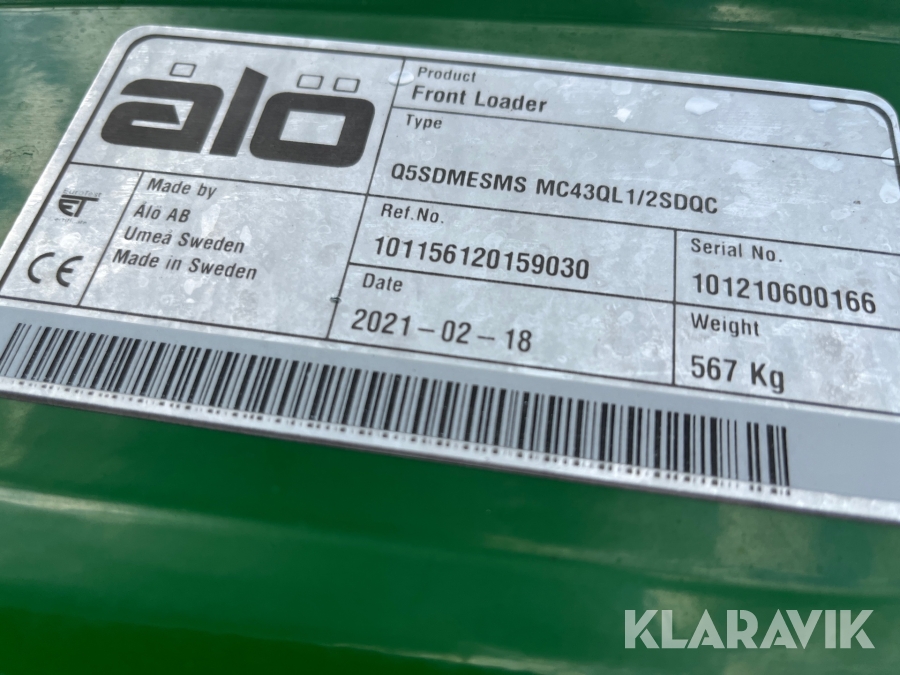 ålö
Product
Front Loader
Type
Q5SDMESMS MC43QL1/2SDQC
Made by
Ålö AB
Umeå Sweden
Made in Sweden
ET
CE
Ref.No.
101156120159030
Serial No.
101210600166
Date
2021-02-18
Weight
567 Kg
KLARAVIK